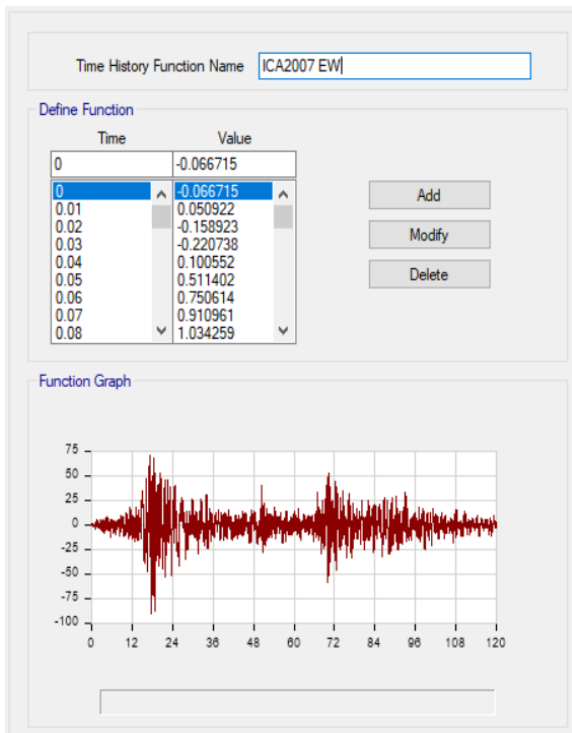 Time History Function Name ICA2007 EW
Define Function
Time Value
0 -0.066715
0 -0.066715
0.01 0.050922
0.02 -0.158923
0.03 -0.220738
0.04 0.100552
0.05 0.511402
0.06 0.750614
0.07 0.910961
0.08 1.034259
Add
Modify
Delete
Function Graph
75
50
25
0
-25
-50
-75
-100
0 12 24 36 48 60 72 84 96 108 120